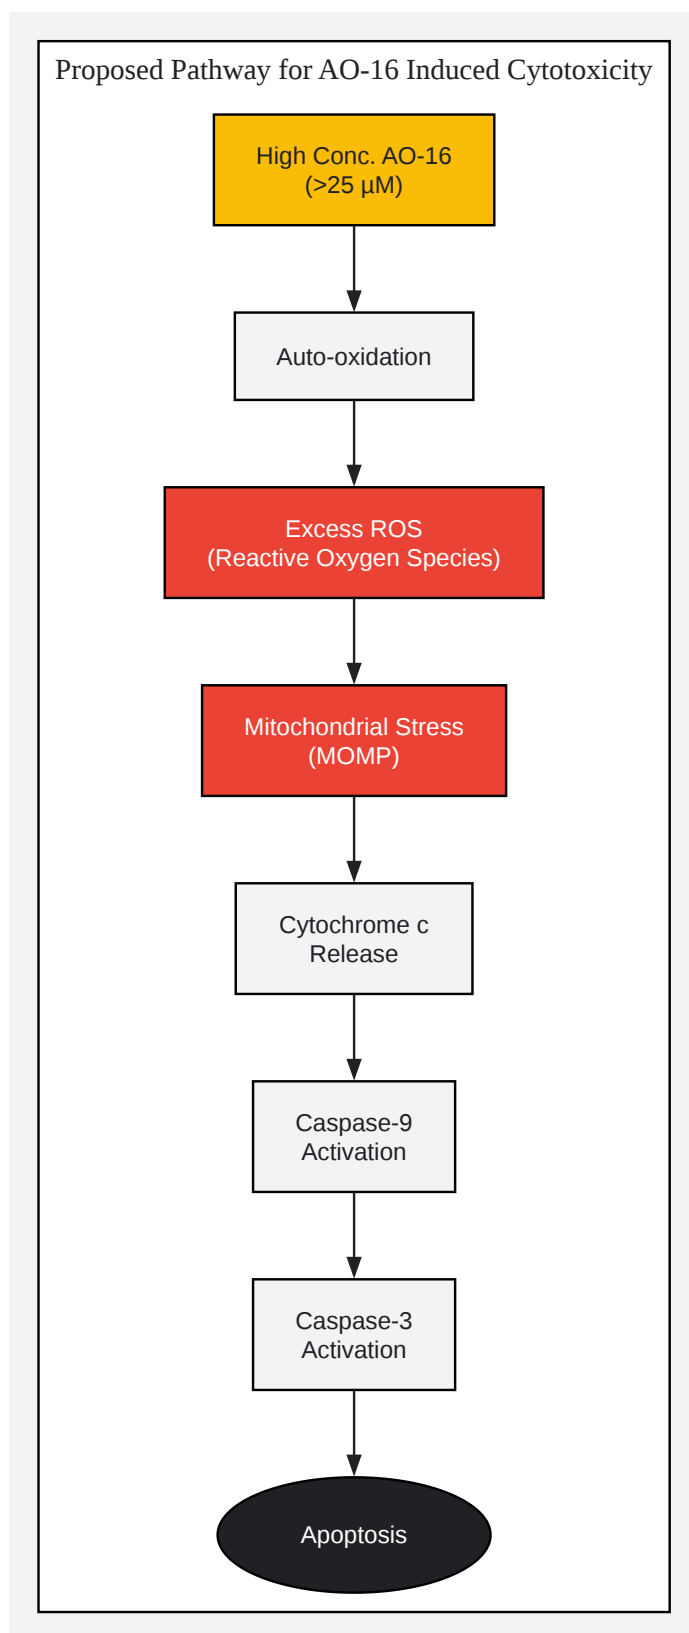 Proposed Pathway for AO-16 Induced Cytotoxicity
High Conc. AO-16
(>25 µM)
Auto-oxidation
Excess ROS
(Reactive Oxygen Species)
Mitochondrial Stress
(MOMP)
Cytochrome c
Release
Caspase-9
Activation
Caspase-3
Activation
Apoptosis